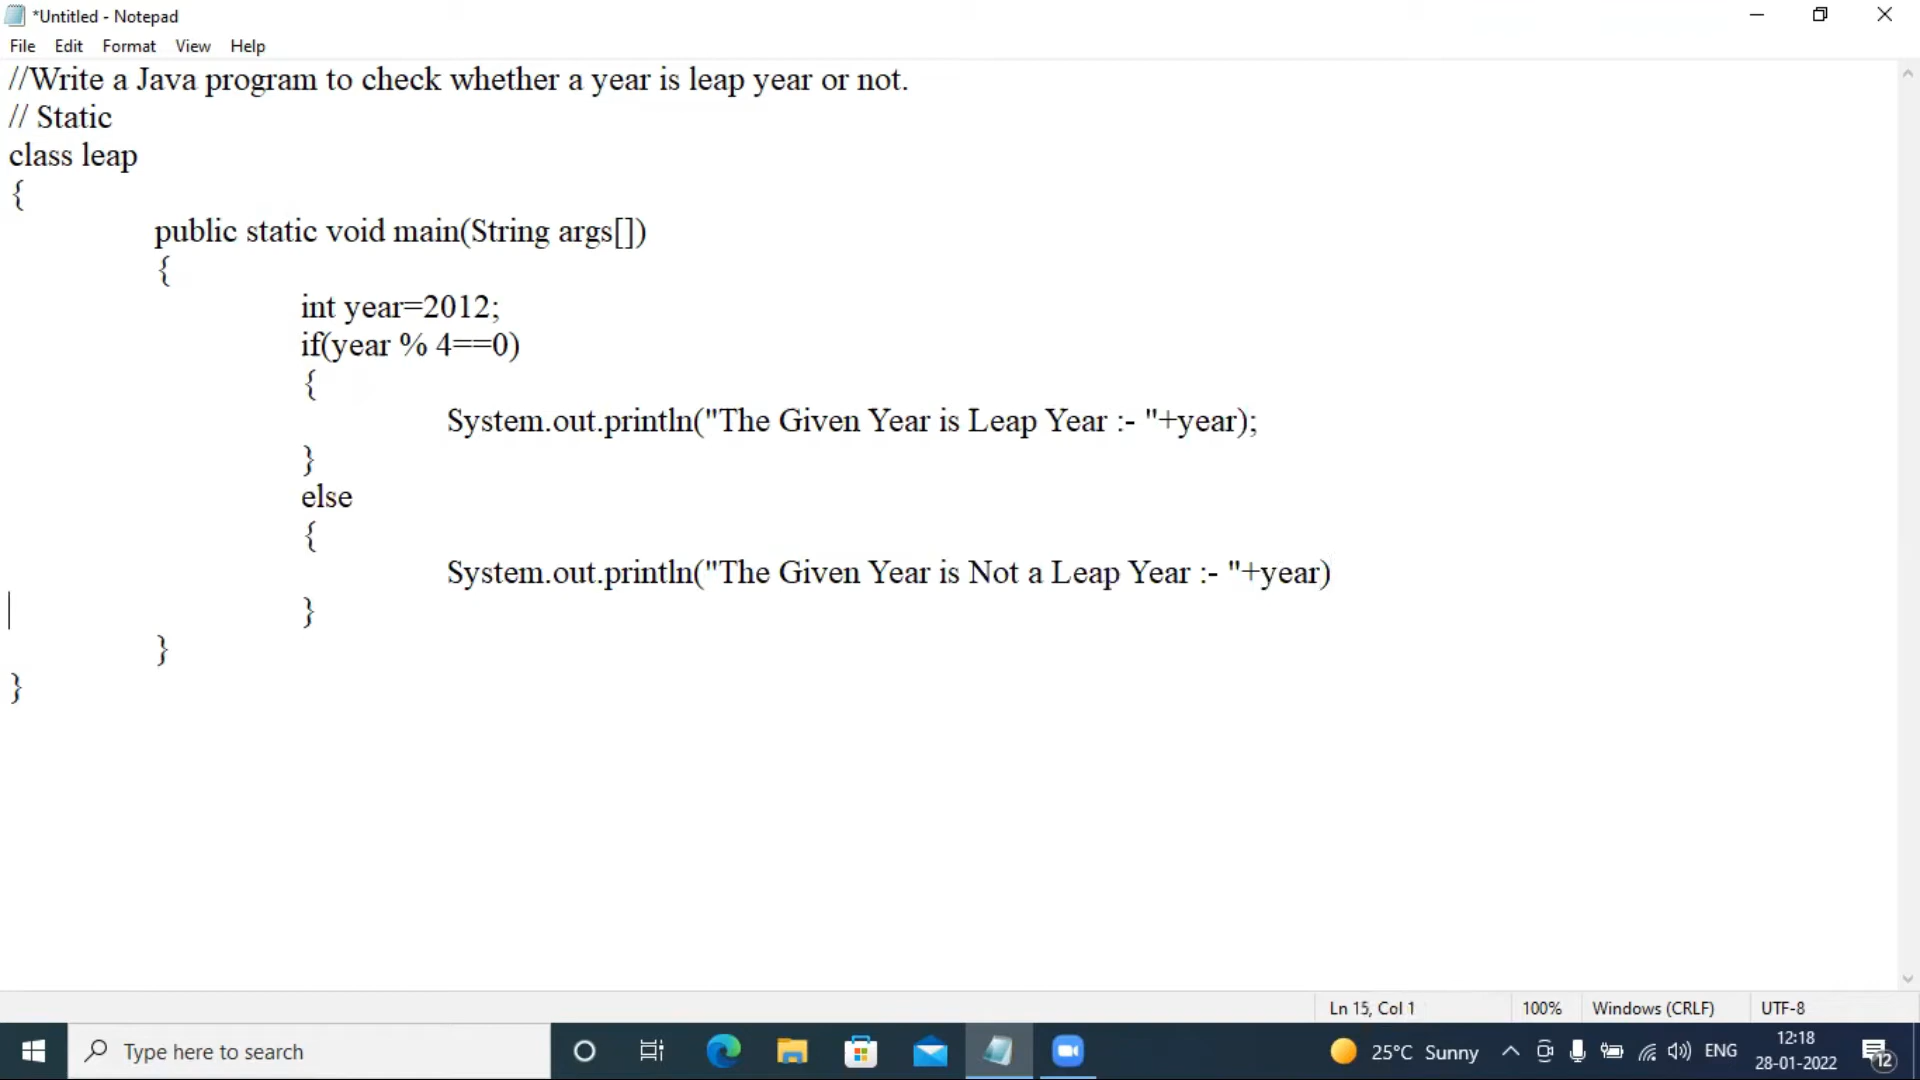 *Untitled - Notepad
File Edit Format View Help
//Write a Java program to check whether a year is leap year or not.
// Static
class leap
{
public static void main(String args[])
{
int year=2012;
if(year % 4==0)
{
System.out.println("The Given Year is Leap Year :- "+year);
}
else
{
System.out.println("The Given Year is Not a Leap Year :- "+year)
}
}
}
Ln 15, Col 1 100% Windows (CRLF) UTF-8
Type here to search 25°C Sunny ENG 12:18
28-01-2022
12